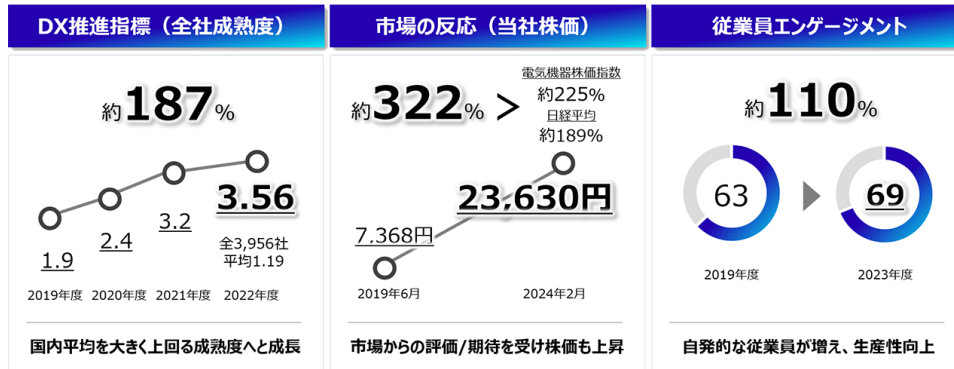 DX推進指標（全社成熟度）
約187%
1.9
2.4
3.2
3.56
全3,956社
平均1.19
2019年度 2020年度 2021年度 2022年度
国内平均を大きく上回る成熟度へと成長
市場の反応（当社株価）
約322% >
電気機器株価指数
約225%
日経平均
約189%
23,630円
7,368円
2019年6月 2024年2月
市場からの評価/期待を受け株価も上昇
従業員エンゲージメント
約110%
63 69
2019年度 2023年度
自発的な従業員が増え、生産性向上